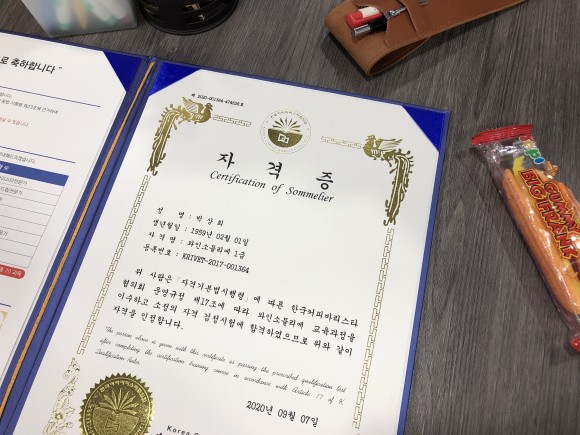 로 축하합니다 "
자 격 증
Certification of Sommelier
성 명 : 박 상 희
생년월일 : 1959년 02월 01일
자 격 명 : 와인소믈리에 1급
등록번호 : KRIVET-2017-001364
위 사람은 「자격기본법시행령」에 따른 한국커피바리스타
협회의 운영규정 제17조에 따라 와인소믈리에 교육과정을
이수하고 소정의 자격 검정시험에 합격하였으므로 위와 같이
자격을 인정합니다.
The person above is given with this certificate as passing the prescribed qualification test
after completing the certification training course in accordance with Article 17 of K
Qualification Rules.
2020년 09월 07일
Korea
GUMMY
BIG FRANK